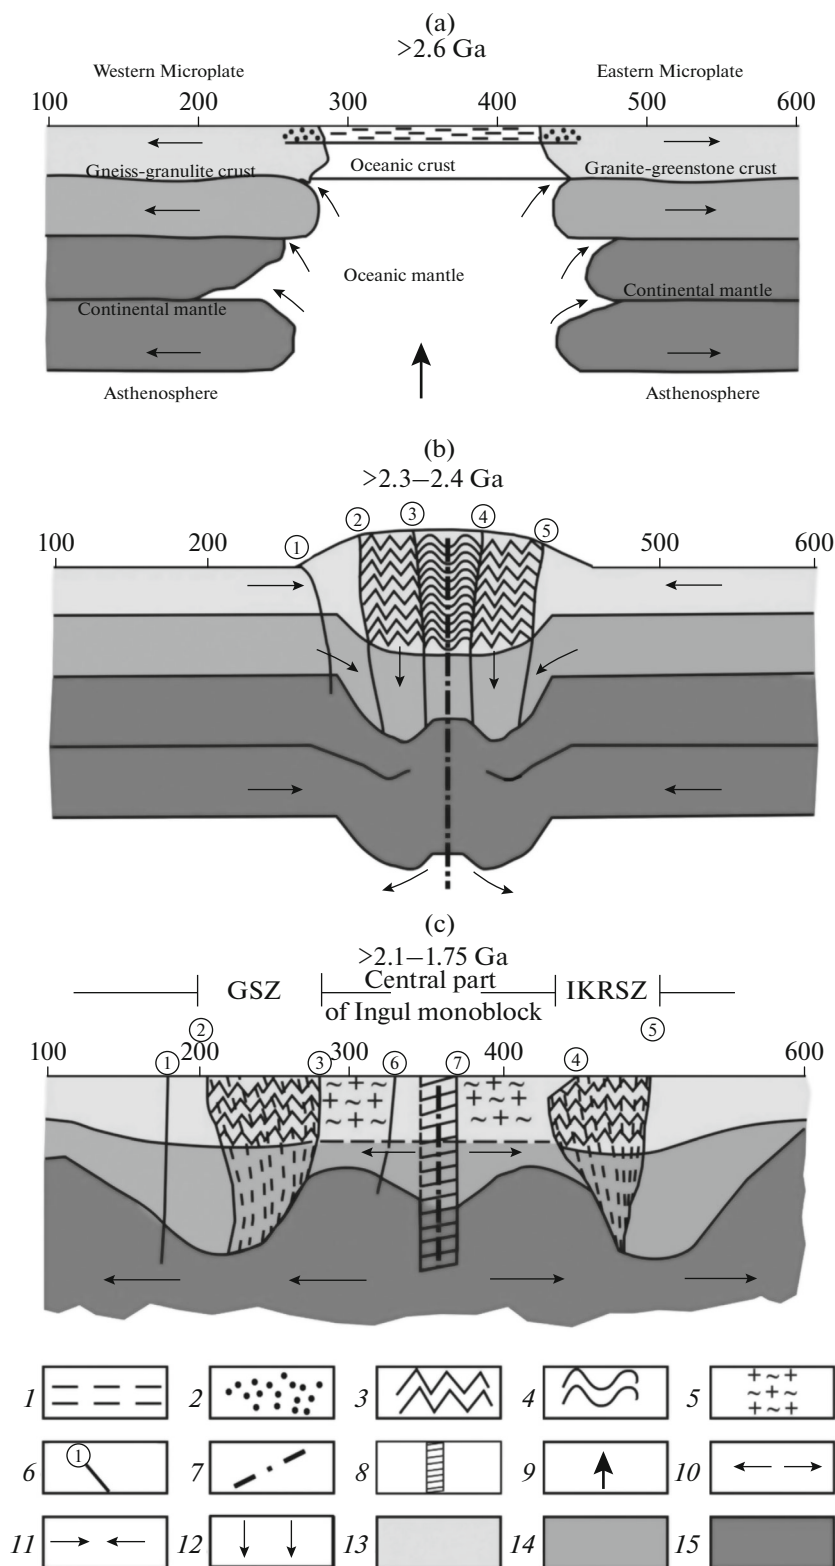 (a)
>2.6 Ga
Western Microplate Eastern Microplate
100 200 300 400 500 600
Gneiss-granulite crust Oceanic crust Granite-greenstone crust
Oceanic mantle
Continental mantle Continental mantle
Asthenosphere Asthenosphere
(b)
>2.3–2.4 Ga
1 2 3 4 5
100 200 500 600
(c)
>2.1–1.75 Ga
GSZ Central part IKRSZ
of Ingul monoblock
2 5
100 200 300 400 600
1 3 6 7 4
1 2 3 4 5
6 1 7 8 9 10
11 12 13 14 15